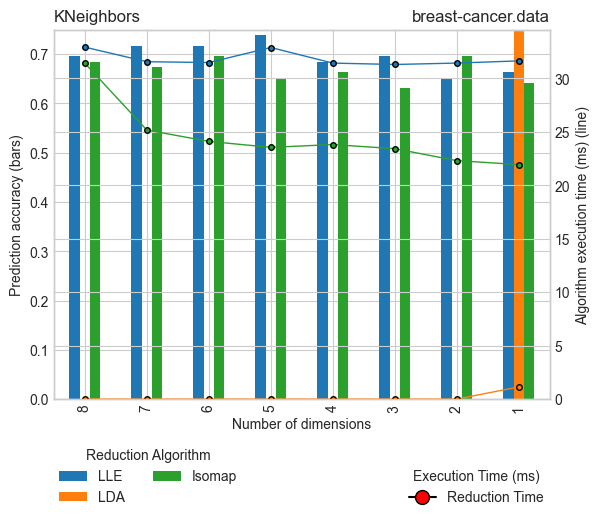 KNeighbors
breast-cancer.data
Prediction accuracy (bars)
0.7
0.6
0.5
0.4
0.3
0.2
0.1
0.0
30
25
20
15
10
5
0
Algorithm execution time (ms) (line)
8 7 6 5 4 3 2 1
Number of dimensions
Reduction Algorithm
LLE
LDA
Isomap
Execution Time (ms)
Reduction Time